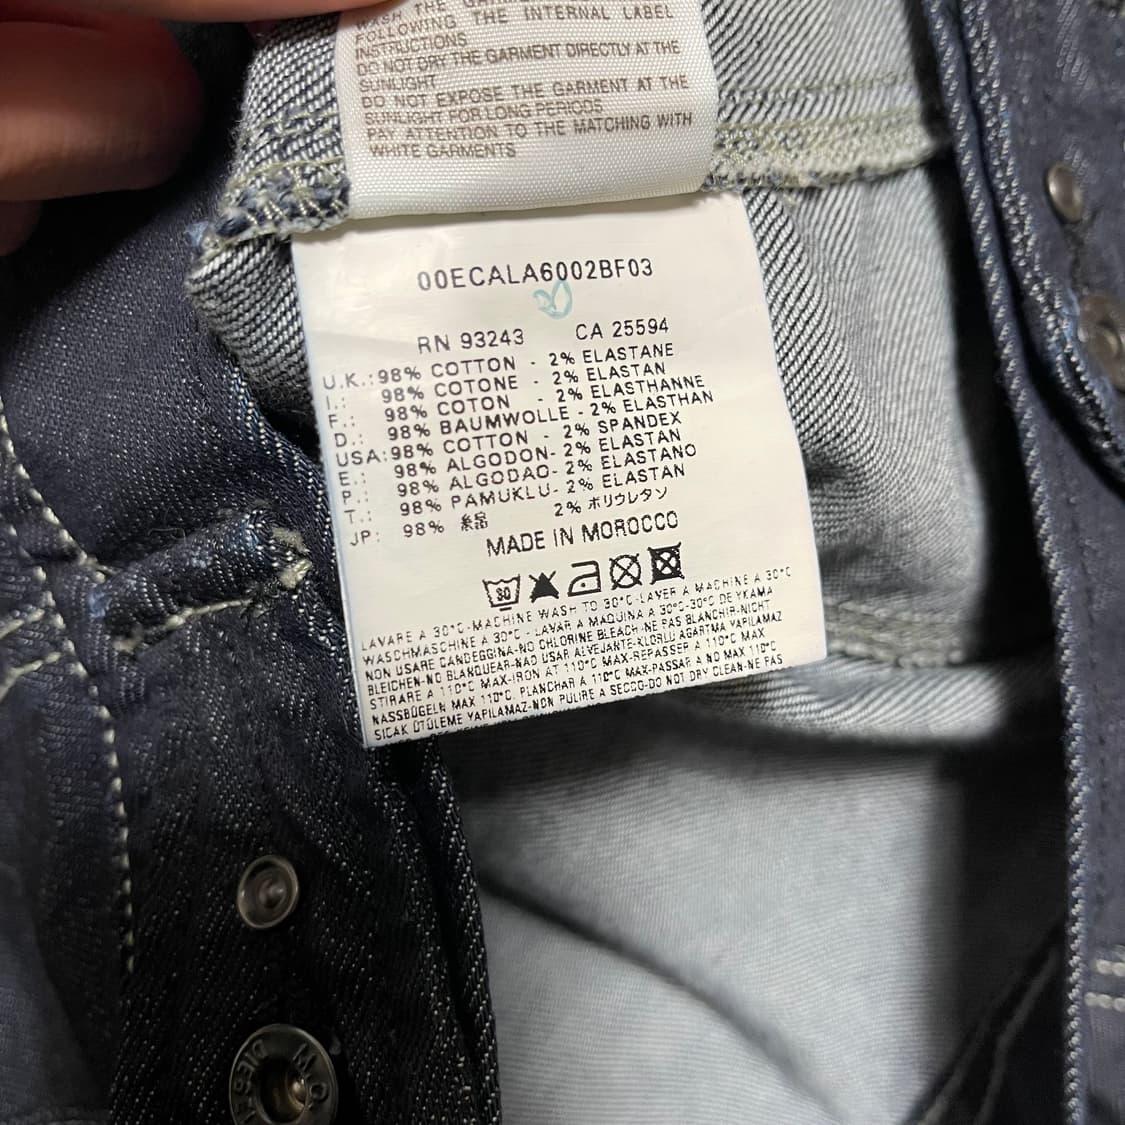 WASH THE
FOLLOWING THE INTERNAL LABEL
INSTRUCTIONS
DO NOT DRY THE GARMENT DIRECTLY AT THE
SUNLIGHT
DO NOT EXPOSE THE GARMENT AT THE
SUNLIGHT FOR LONG PERIODS
PAY ATTENTION TO THE MATCHING WITH
WHITE GARMENTS
00ECALA6002BF03
RN 93243 CA 25594
U.K.:98% COTTON - 2% ELASTANE
I.: 98% COTONE - 2% ELASTAN
F.: 98% COTON - 2% ELASTHANNE
D.: 98% BAUMWOLLE - 2% ELASTHAN
USA:98% COTTON - 2% SPANDEX
E.: 98% ALGODON- 2% ELASTAN
P.: 98% ALGODAO- 2% ELASTANO
T.: 98% PAMUKLU- 2% ELASTAN
JP: 98% 綿 2% ポリウレタン
MADE IN MOROCCO
30
LAVARE A 30°C-MACHINE WASH TO 30°C-LAVER A MACHINE A 30°C
WASCHMASCHINE A 30°C - LAVAR A MAQUINA A 30°C-30°C DE YKAMA
NON USARE CANDEGGINA-NO CHLORINE BLEACH-NE PAS BLANCHIR-NICHT
BLEICHEN-NO BLANQUEAR-NAO USAR ALVEJANTE-KLORLU AGARTMA YAPILAMAZ
STIRARE A 110°C MAX-IRON AT 110°C MAX-REPASSER A 110°C MAX
NASSBÜGELN MAX 110°C. PLANCHAR A 110°C MAX-PASSAR A NO MAX 110°C
SICAK ÜTÜLEME YAPILAMAZ-NON PULIRE A SECCO-DO NOT DRY CLEAN-NE PAS